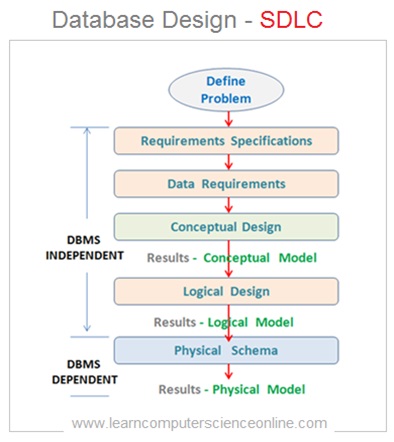 Database Design - SDLC
Define
Problem
Requirements Specifications
Data Requirements
Conceptual Design
DBMS
INDEPENDENT
Results - Conceptual Model
Logical Design
Results - Logical Model
Physical Schema
DBMS
DEPENDENT
Results - Physical Model
www.learncomputerscienceonline.com